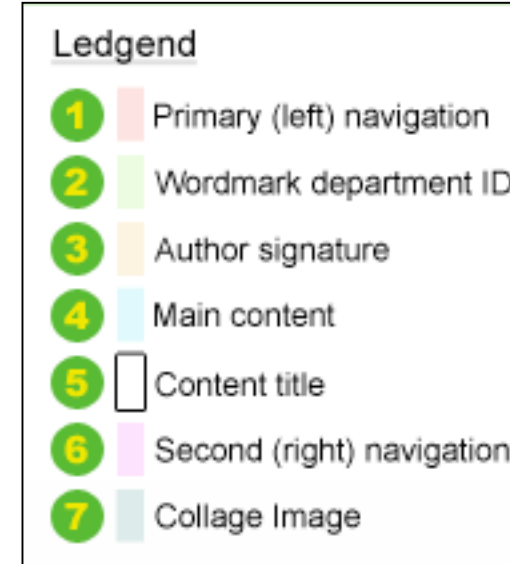 Ledgend
1 Primary (left) navigation
2 Wordmark department ID
3 Author signature
4 Main content
5 Content title
6 Second (right) navigation
7 Collage Image